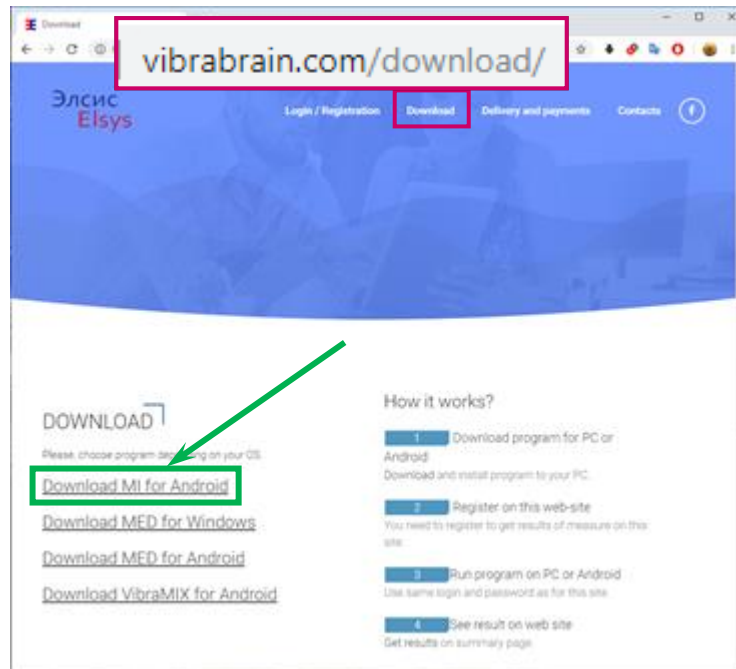 Download
vibrabrain.com/download/
Элсис
Elsys
Login / Registration Download Delivery and payments Contacts f
DOWNLOAD
Please, choose program depending on your OS
Download MI for Android
Download MED for Windows
Download MED for Android
Download VibraMIX for Android
How it works?
1 Download program for PC or
Android
Download and install program to your PC.
2 Register on this web-site
You need to register to get results of measure on this
site.
3 Run program on PC or Android
Use same login and password as for this site
4 See result on web site
Get results on summary page.